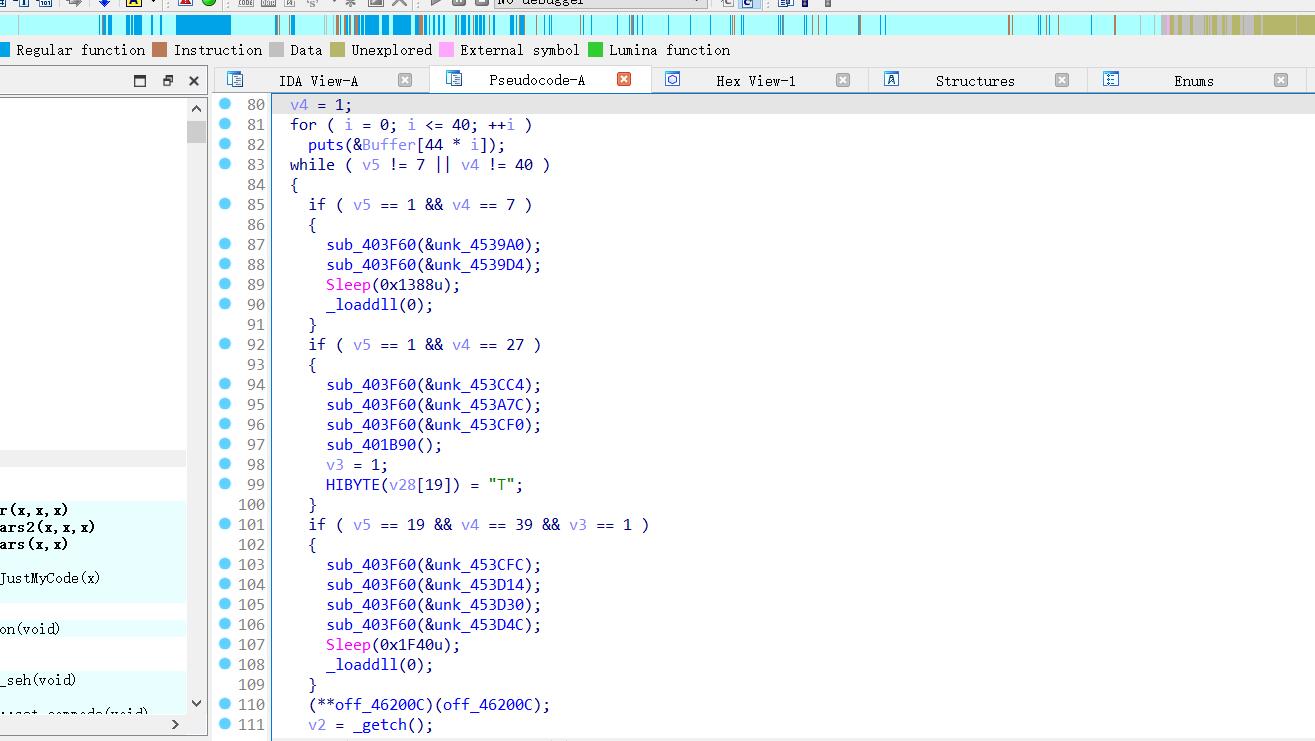 No debugger
Regular function Instruction Data Unexplored External symbol Lumina function
IDA View-A Pseudocode-A Hex View-1 Structures Enums
80 v4 = 1;
81 for ( i = 0; i <= 40; ++i )
82 puts(&Buffer[44 * i]);
83 while ( v5 != 7 || v4 != 40 )
84 {
85 if ( v5 == 1 && v4 == 7 )
86 {
87 sub_403F60(&unk_4539A0);
88 sub_403F60(&unk_4539D4);
89 Sleep(0x1388u);
90 _loaddll(0);
91 }
92 if ( v5 == 1 && v4 == 27 )
93 {
94 sub_403F60(&unk_453CC4);
95 sub_403F60(&unk_453A7C);
96 sub_403F60(&unk_453CF0);
97 sub_401B90();
98 v3 = 1;
99 HIBYTE(v28[19]) = "T";
100 }
101 if ( v5 == 19 && v4 == 39 && v3 == 1 )
102 {
103 sub_403F60(&unk_453CFC);
104 sub_403F60(&unk_453D14);
105 sub_403F60(&unk_453D30);
106 sub_403F60(&unk_453D4C);
107 Sleep(0x1F40u);
108 _loaddll(0);
109 }
110 (**off_46200C)(off_46200C);
111 v2 = _getch();
r(x,x,x)
ars2(x,x,x)
ars(x,x)
JustMyCode(x)
on(void)
_seh(void)